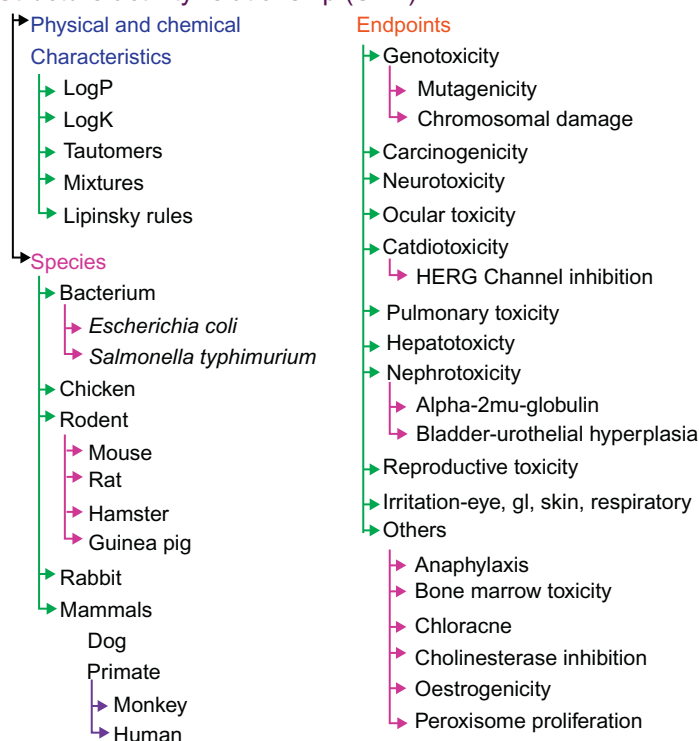 Physical and chemical
Characteristics
LogP
LogK
Tautomers
Mixtures
Lipinsky rules
Species
Bacterium
Escherichia coli
Salmonella typhimurium
Chicken
Rodent
Mouse
Rat
Hamster
Guinea pig
Rabbit
Mammals
Dog
Primate
Monkey
Human
Endpoints
Genotoxicity
Mutagenicity
Chromosomal damage
Carcinogenicity
Neurotoxicity
Ocular toxicity
Catdiotoxicity
HERG Channel inhibition
Pulmonary toxicity
Hepatotoxicty
Nephrotoxicity
Alpha-2mu-globulin
Bladder-urothelial hyperplasia
Reproductive toxicity
Irritation-eye, gl, skin, respiratory
Others
Anaphylaxis
Bone marrow toxicity
Chloracne
Cholinesterase inhibition
Oestrogenicity
Peroxisome proliferation